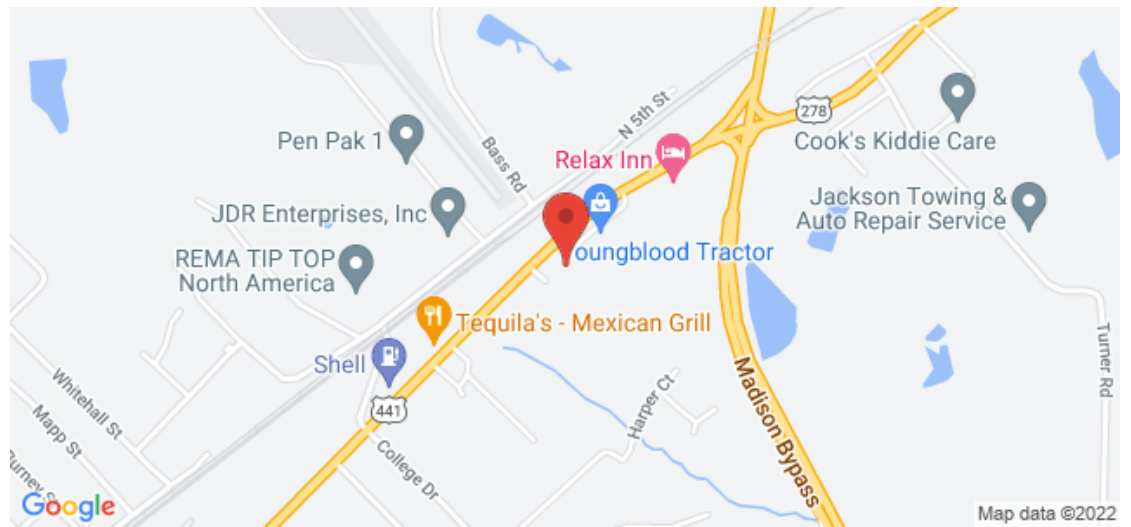 N 5th St
278
Pen Pak 1
Bass Rd
Relax Inn
Cook's Kiddie Care
JDR Enterprises, Inc
Jackson Towing &
Auto Repair Service
REMA TIP TOP
North America
oungblood Tractor
Tequila's - Mexican Grill
Shell
441
Turner Rd
Whitehall St
Mapp St
Harper Ct
Madison Bypass
College Dr
Google
Map data ©2022